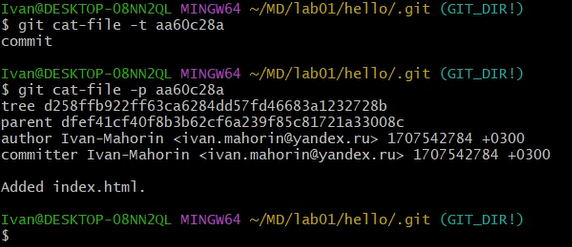 Ivan@DESKTOP-08NN2QL MINGW64 ~/MD/lab01/hello/.git (GIT_DIR!)
$ git cat-file -t aa60c28a
commit
Ivan@DESKTOP-08NN2QL MINGW64 ~/MD/lab01/hello/.git (GIT_DIR!)
$ git cat-file -p aa60c28a
tree d258ffb922ff63ca6284dd57fd46683a1232728b
parent dfef41cf40f8b3b62cf6a239f85c81721a33008c
author Ivan-Mahorin <ivan.mahorin@yandex.ru> 1707542784 +0300
committer Ivan-Mahorin <ivan.mahorin@yandex.ru> 1707542784 +0300
Added index.html.
Ivan@DESKTOP-08NN2QL MINGW64 ~/MD/lab01/hello/.git (GIT_DIR!)
$